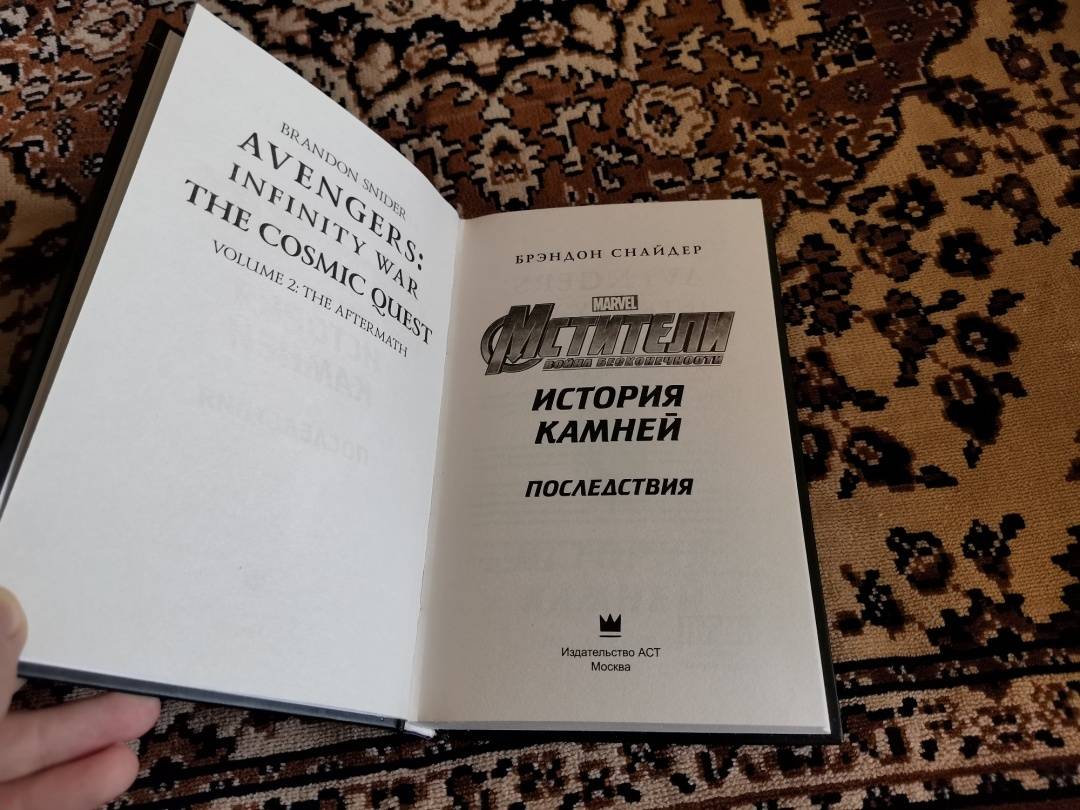 BRANDON SNIDER
AVENGERS:
INFINITY WAR
THE COSMIC QUEST
VOLUME 2: THE AFTERMATH
БРЭНДОН СНАЙДЕР
MARVEL
МСТИТЕЛИ
ВОЙНА БЕСКОНЕЧНОСТИ
ИСТОРИЯ
КАМНЕЙ
ПОСЛЕДСТВИЯ
Издательство АСТ
Москва